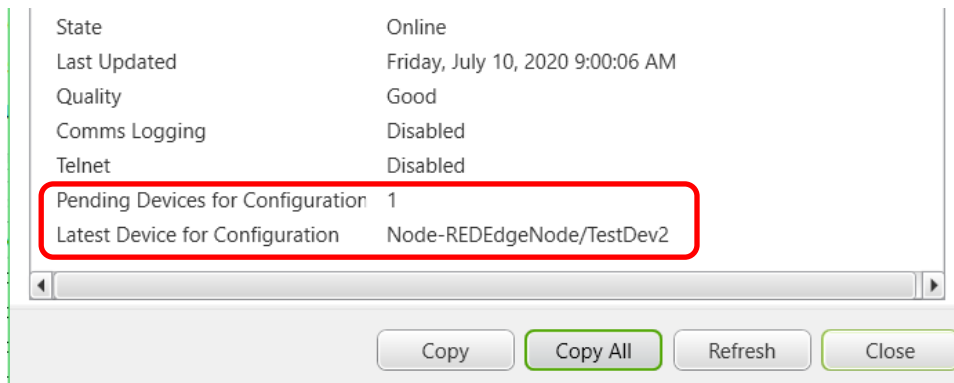 State Online
Last Updated Friday, July 10, 2020 9:00:06 AM
Quality Good
Comms Logging Disabled
Telnet Disabled
Pending Devices for Configuration 1
Latest Device for Configuration Node-REDEdgeNode/TestDev2
Copy Copy All Refresh Close